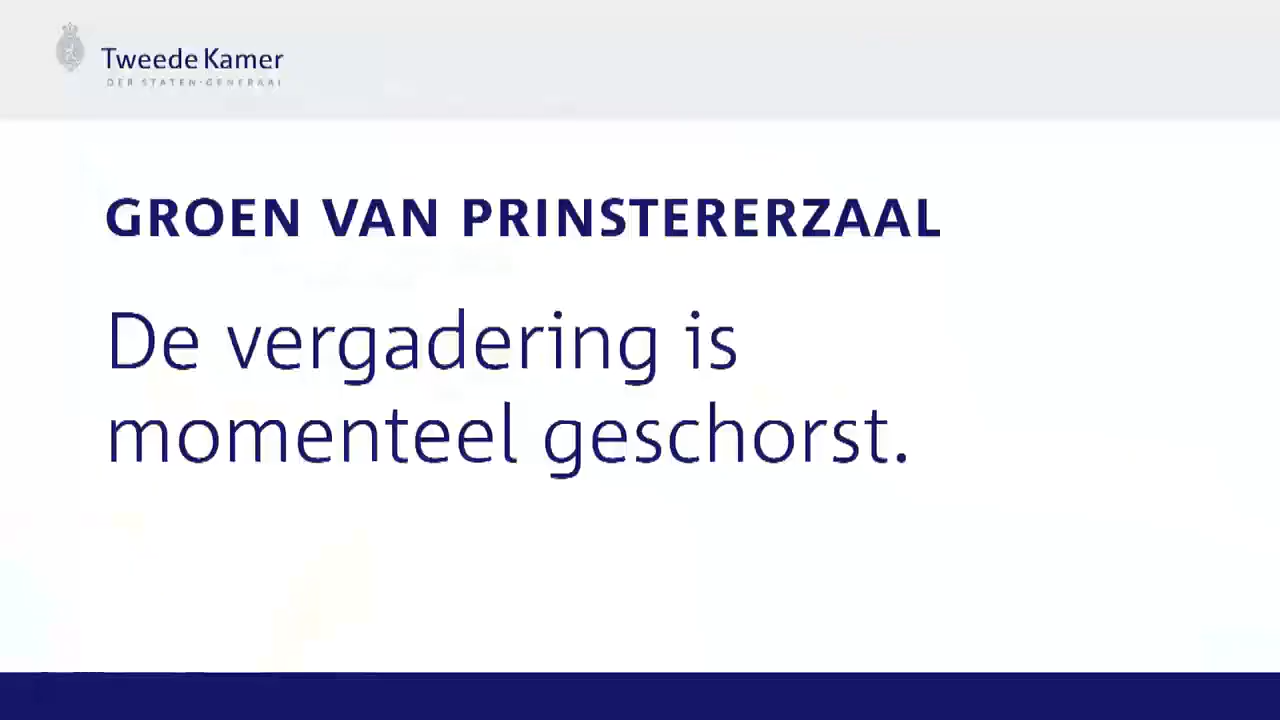 Tweede Kamer
DER STATEN-GENERAAL
GROEN VAN PRINSTERERZAAL
De vergadering is
momenteel geschorst.